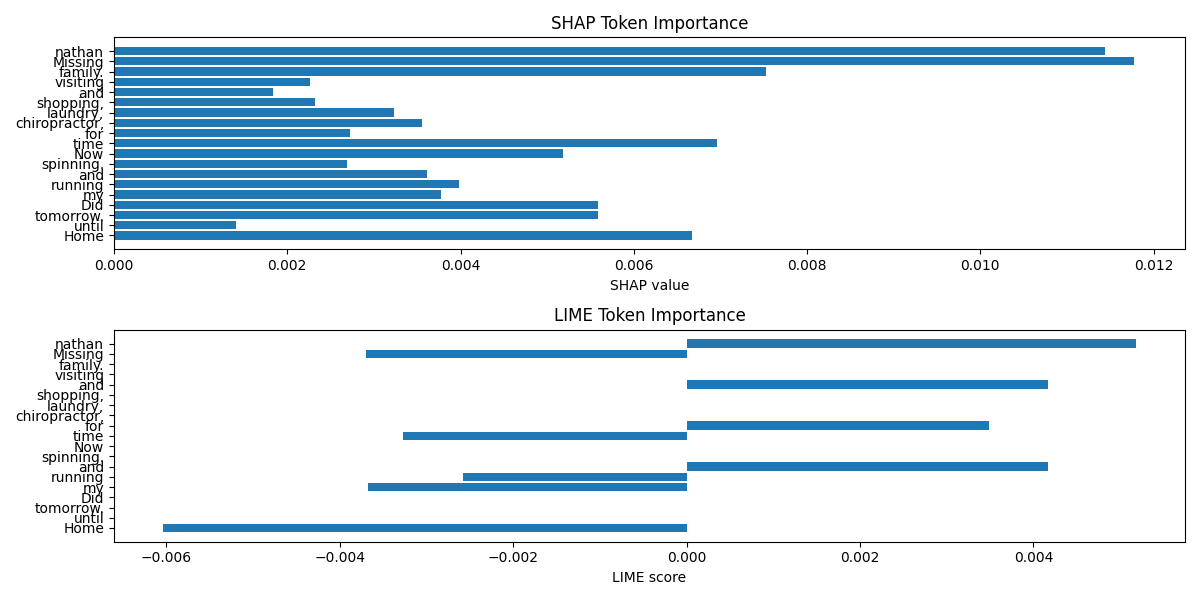 SHAP Token Importance
nathan
Missing
family.
visiting
and
shopping,
laundry,
chiropractor,
for
time
Now
spinning.
and
running
my
Did
tomorrow.
until
Home
0.000 0.002 0.004 0.006 0.008 0.010 0.012
SHAP value
LIME Token Importance
nathan
Missing
family.
visiting
and
shopping,
laundry,
chiropractor,
for
time
Now
spinning.
and
running
my
Did
tomorrow.
until
Home
−0.006 −0.004 −0.002 0.000 0.002 0.004
LIME score